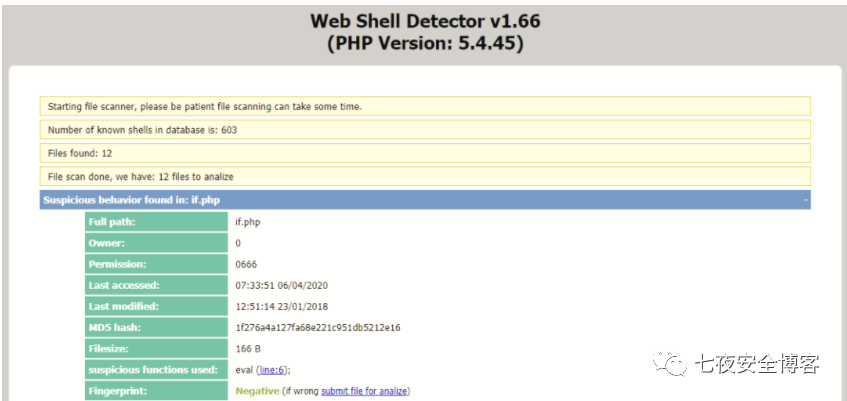 Web Shell Detector v1.66
(PHP Version: 5.4.45)
Starting file scanner, please be patient file scanning can take some time.
Number of known shells in database is: 603
Files found: 12
File scan done, we have: 12 files to analize
Suspicious behavior found in: if.php -
Full path: if.php
Owner: 0
Permission: 0666
Last accessed: 07:33:51 06/04/2020
Last modified: 12:51:14 23/01/2018
MD5 hash: 1f276a4a127fa68e221c951db5212e16
Filesize: 166 B
suspicious functions used: eval (line:6);
Fingerprint: Negative (if wrong submit file for analize)
七夜安全博客